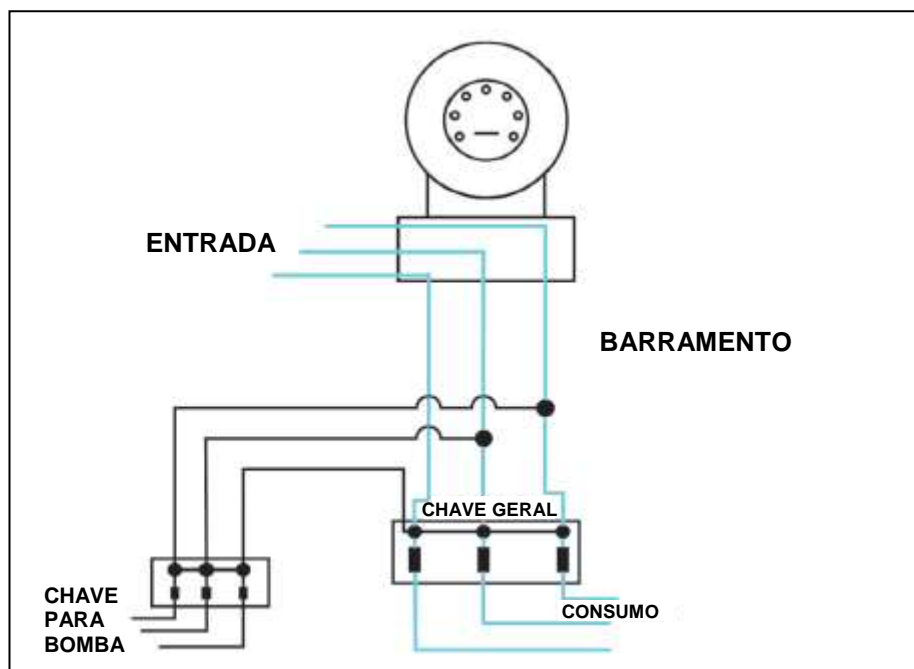 ENTRADA
BARRAMENTO
CHAVE GERAL
CONSUMO
CHAVE
PARA
BOMBA